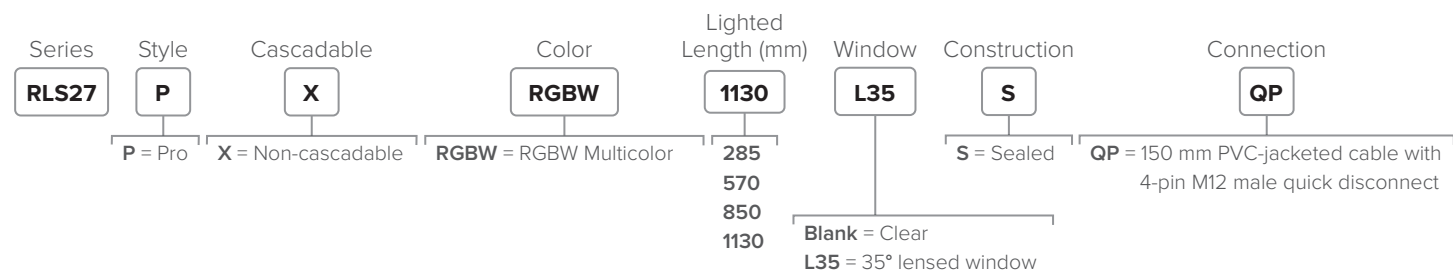 Series Style Cascadable Color Lighted Length (mm) Window Construction Connection
RLS27 P X RGBW 1130 L35 S QP
P = Pro X = Non-cascadable RGBW = RGBW Multicolor 285 S = Sealed QP = 150 mm PVC-jacketed cable with
570 4-pin M12 male quick disconnect
850
1130 Blank = Clear
L35 = 35° lensed window